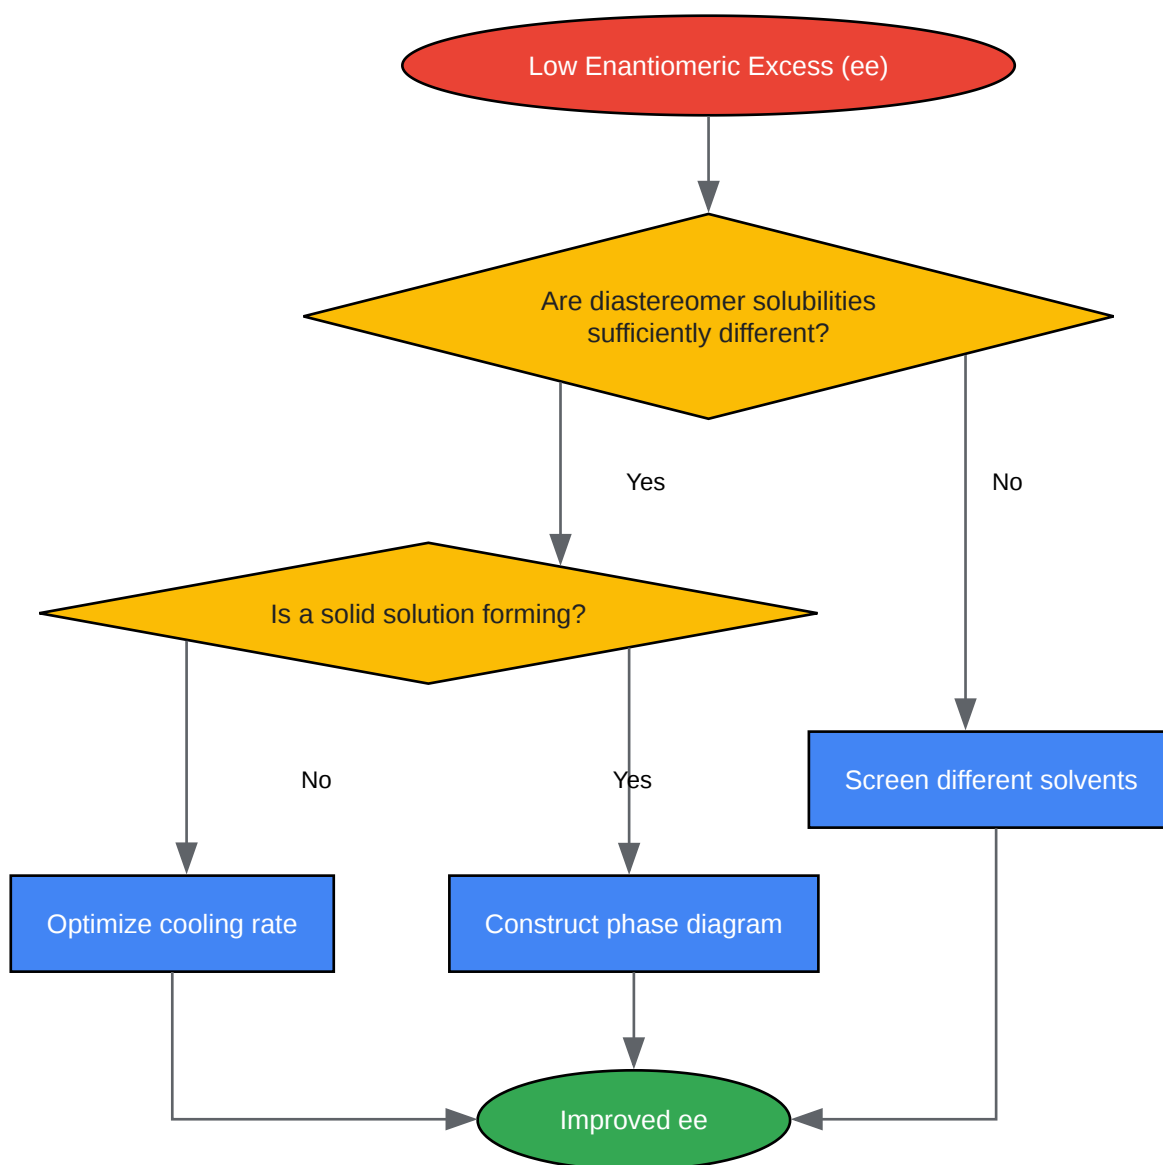 Low Enantiomeric Excess (ee)
Are diastereomer solubilities
sufficiently different?
Yes
No
Is a solid solution forming?
No
Yes
Screen different solvents
Optimize cooling rate
Construct phase diagram
Improved ee